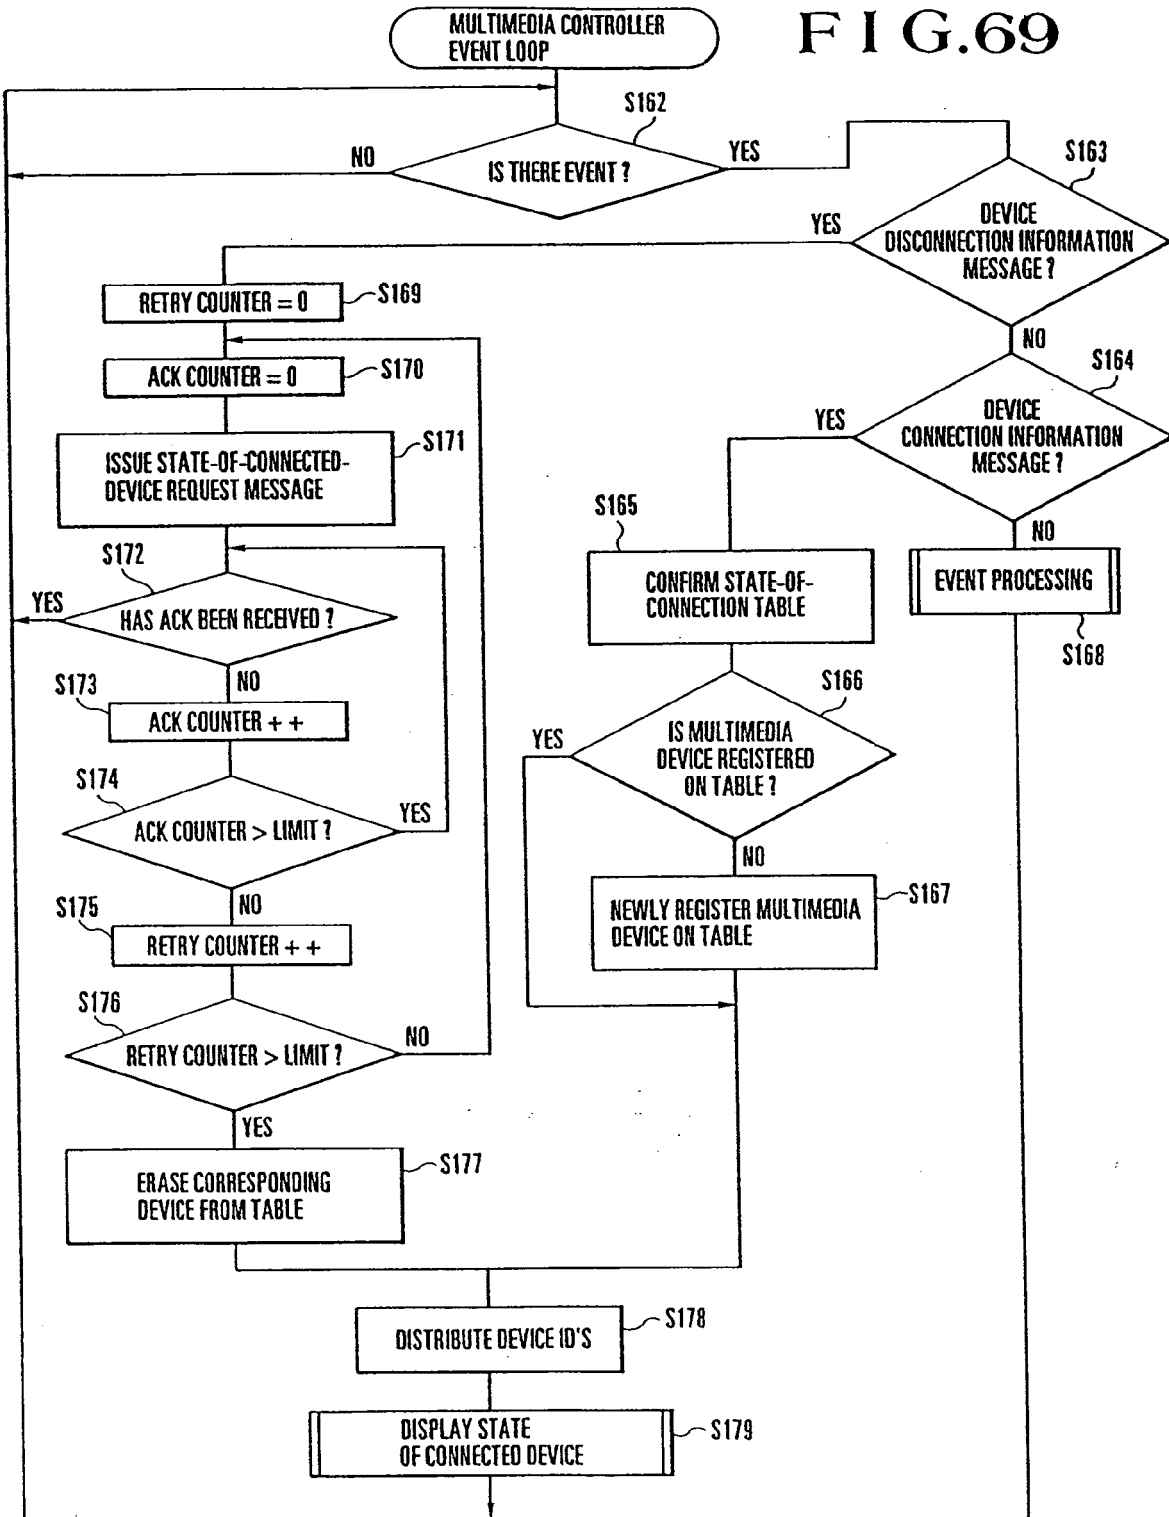 MULTIMEDIA CONTROLLER
EVENT LOOP
FIG.69
S162
IS THERE EVENT ?
NO
YES
S163
DEVICE
DISCONNECTION INFORMATION
MESSAGE ?
YES
NO
S169
RETRY COUNTER = 0
S170
ACK COUNTER = 0
S164
DEVICE
CONNECTION INFORMATION
MESSAGE ?
YES
NO
S171
ISSUE STATE-OF-CONNECTED-
DEVICE REQUEST MESSAGE
S165
CONFIRM STATE-OF-
CONNECTION TABLE
EVENT PROCESSING
S168
S172
YES
HAS ACK BEEN RECEIVED ?
NO
S173
ACK COUNTER + +
S166
YES
IS MULTIMEDIA
DEVICE REGISTERED
ON TABLE ?
NO
S174
ACK COUNTER > LIMIT ?
YES
NO
S167
NEWLY REGISTER MULTIMEDIA
DEVICE ON TABLE
S175
RETRY COUNTER + +
S176
RETRY COUNTER > LIMIT ?
NO
YES
S177
ERASE CORRESPONDING
DEVICE FROM TABLE
S178
DISTRIBUTE DEVICE ID'S
S179
DISPLAY STATE
OF CONNECTED DEVICE